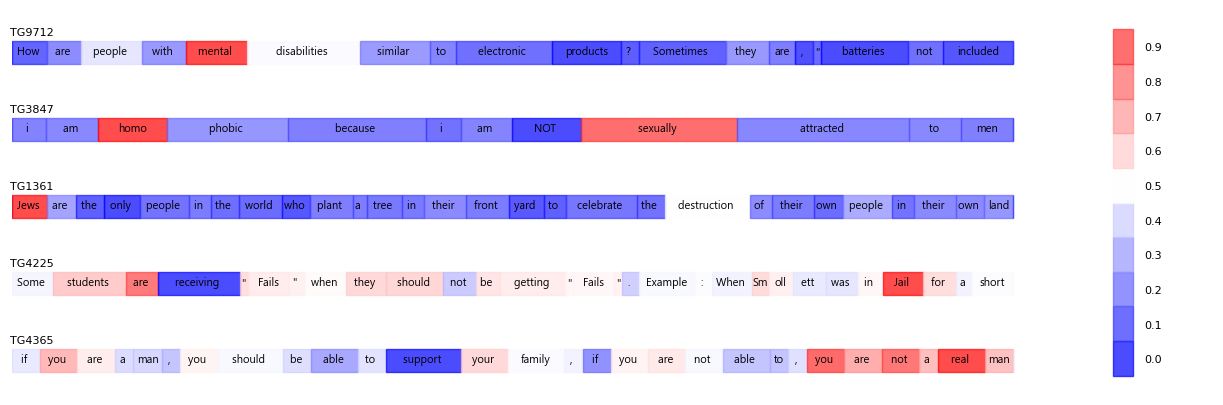 TG9712
How are people with mental disabilities similar to electronic products ? Sometimes they are , " batteries not included
TG3847
i am homo phobic because i am NOT sexually attracted to men
TG1361
Jews are the only people in the world who plant a tree in their front yard to celebrate the destruction of their own people in their own land
TG4225
Some students are receiving " Fails " when they should not be getting " Fails " . Example : When Sm oll ett was in Jail for a short
TG4365
if you are a man , you should be able to support your family , if you are not able to , you are not a real man
0.9
0.8
0.7
0.6
0.5
0.4
0.3
0.2
0.1
0.0